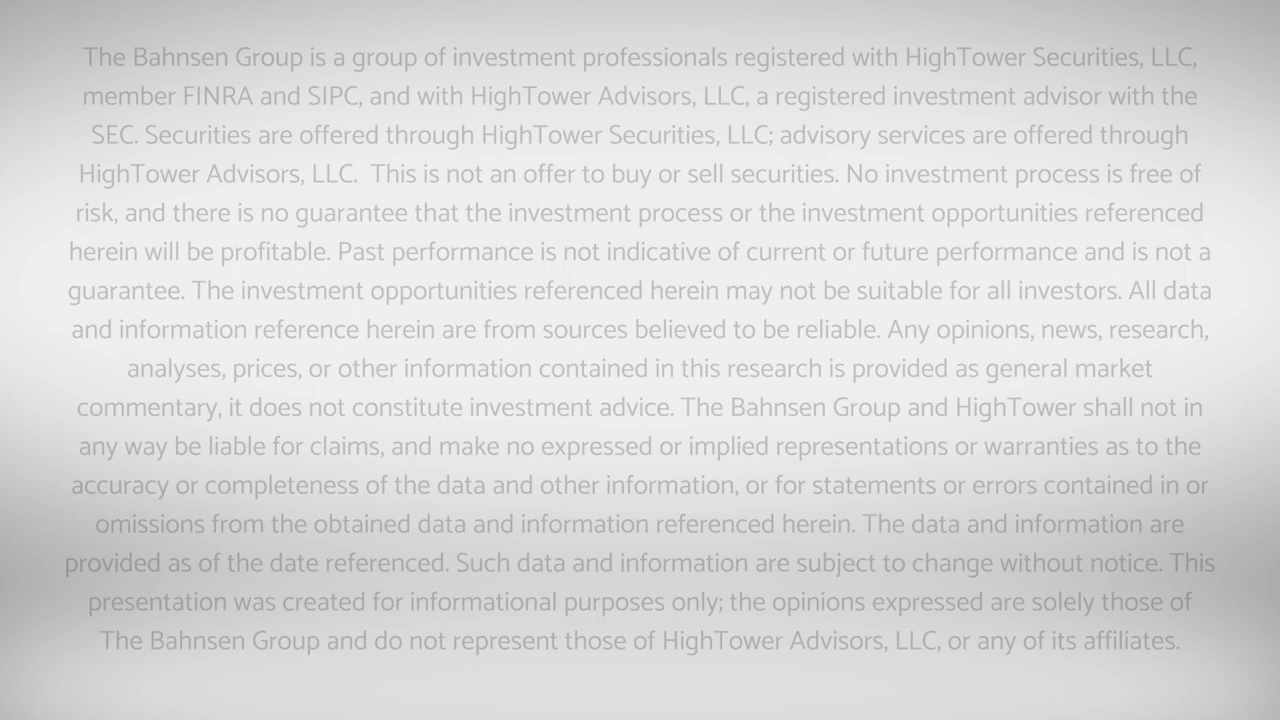 The Bahnsen Group is a group of investment professionals registered with HighTower Securities, LLC,
member FINRA and SIPC, and with HighTower Advisors, LLC, a registered investment advisor with the
SEC. Securities are offered through HighTower Securities, LLC; advisory services are offered through
HighTower Advisors, LLC.  This is not an offer to buy or sell securities. No investment process is free of
risk, and there is no guarantee that the investment process or the investment opportunities referenced
herein will be profitable. Past performance is not indicative of current or future performance and is not a
guarantee. The investment opportunities referenced herein may not be suitable for all investors. All data
and information reference herein are from sources believed to be reliable. Any opinions, news, research,
analyses, prices, or other information contained in this research is provided as general market
commentary, it does not constitute investment advice. The Bahnsen Group and HighTower shall not in
any way be liable for claims, and make no expressed or implied representations or warranties as to the
accuracy or completeness of the data and other information, or for statements or errors contained in or
omissions from the obtained data and information referenced herein. The data and information are
provided as of the date referenced. Such data and information are subject to change without notice. This
presentation was created for informational purposes only; the opinions expressed are solely those of
The Bahnsen Group and do not represent those of HighTower Advisors, LLC, or any of its affiliates.